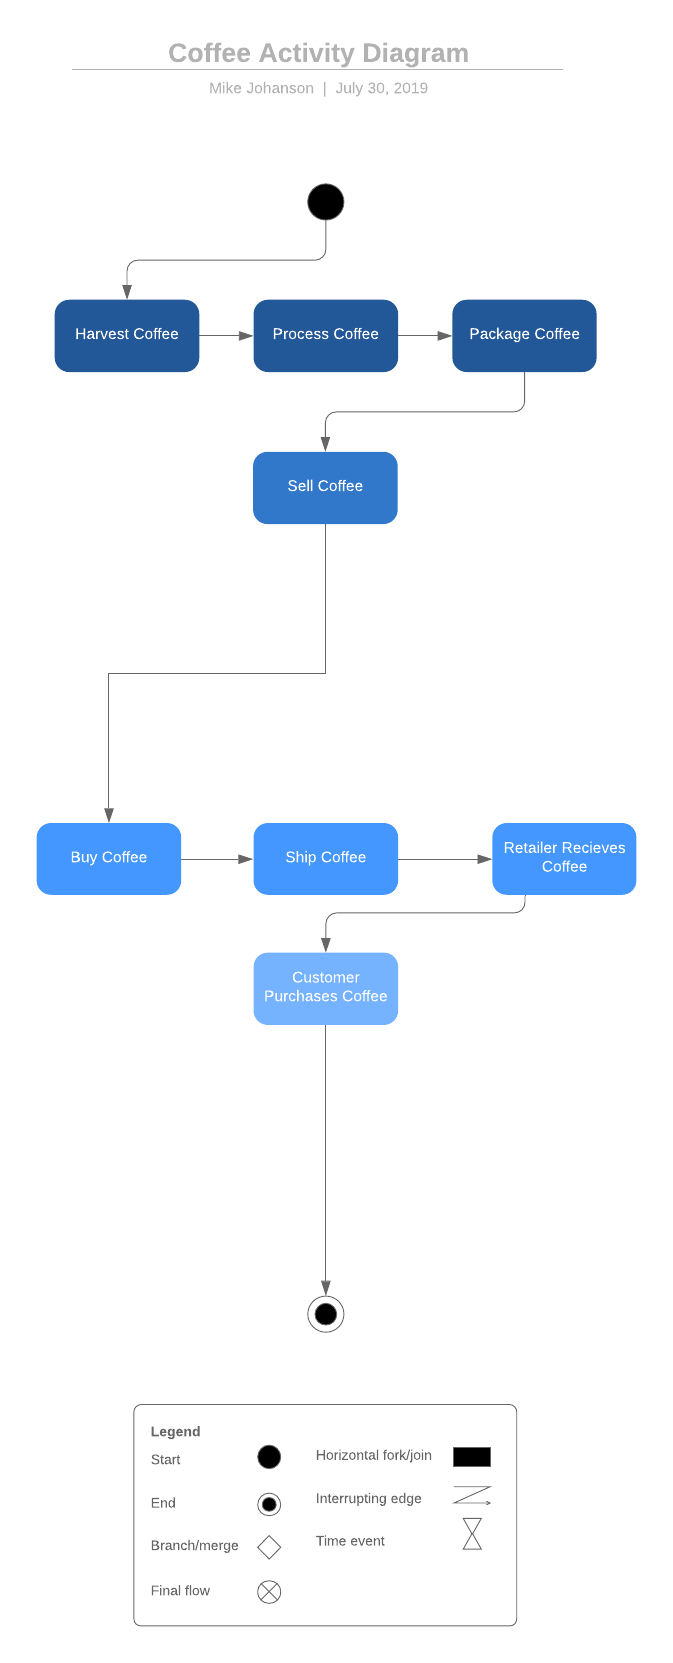 Coffee Activity Diagram
Mike Johanson | July 30, 2019
Harvest Coffee
Process Coffee
Package Coffee
Sell Coffee
Buy Coffee
Ship Coffee
Retailer Recieves
Coffee
Customer
Purchases Coffee
Legend
Start
End
Branch/merge
Final flow
Horizontal fork/join
Interrupting edge
Time event